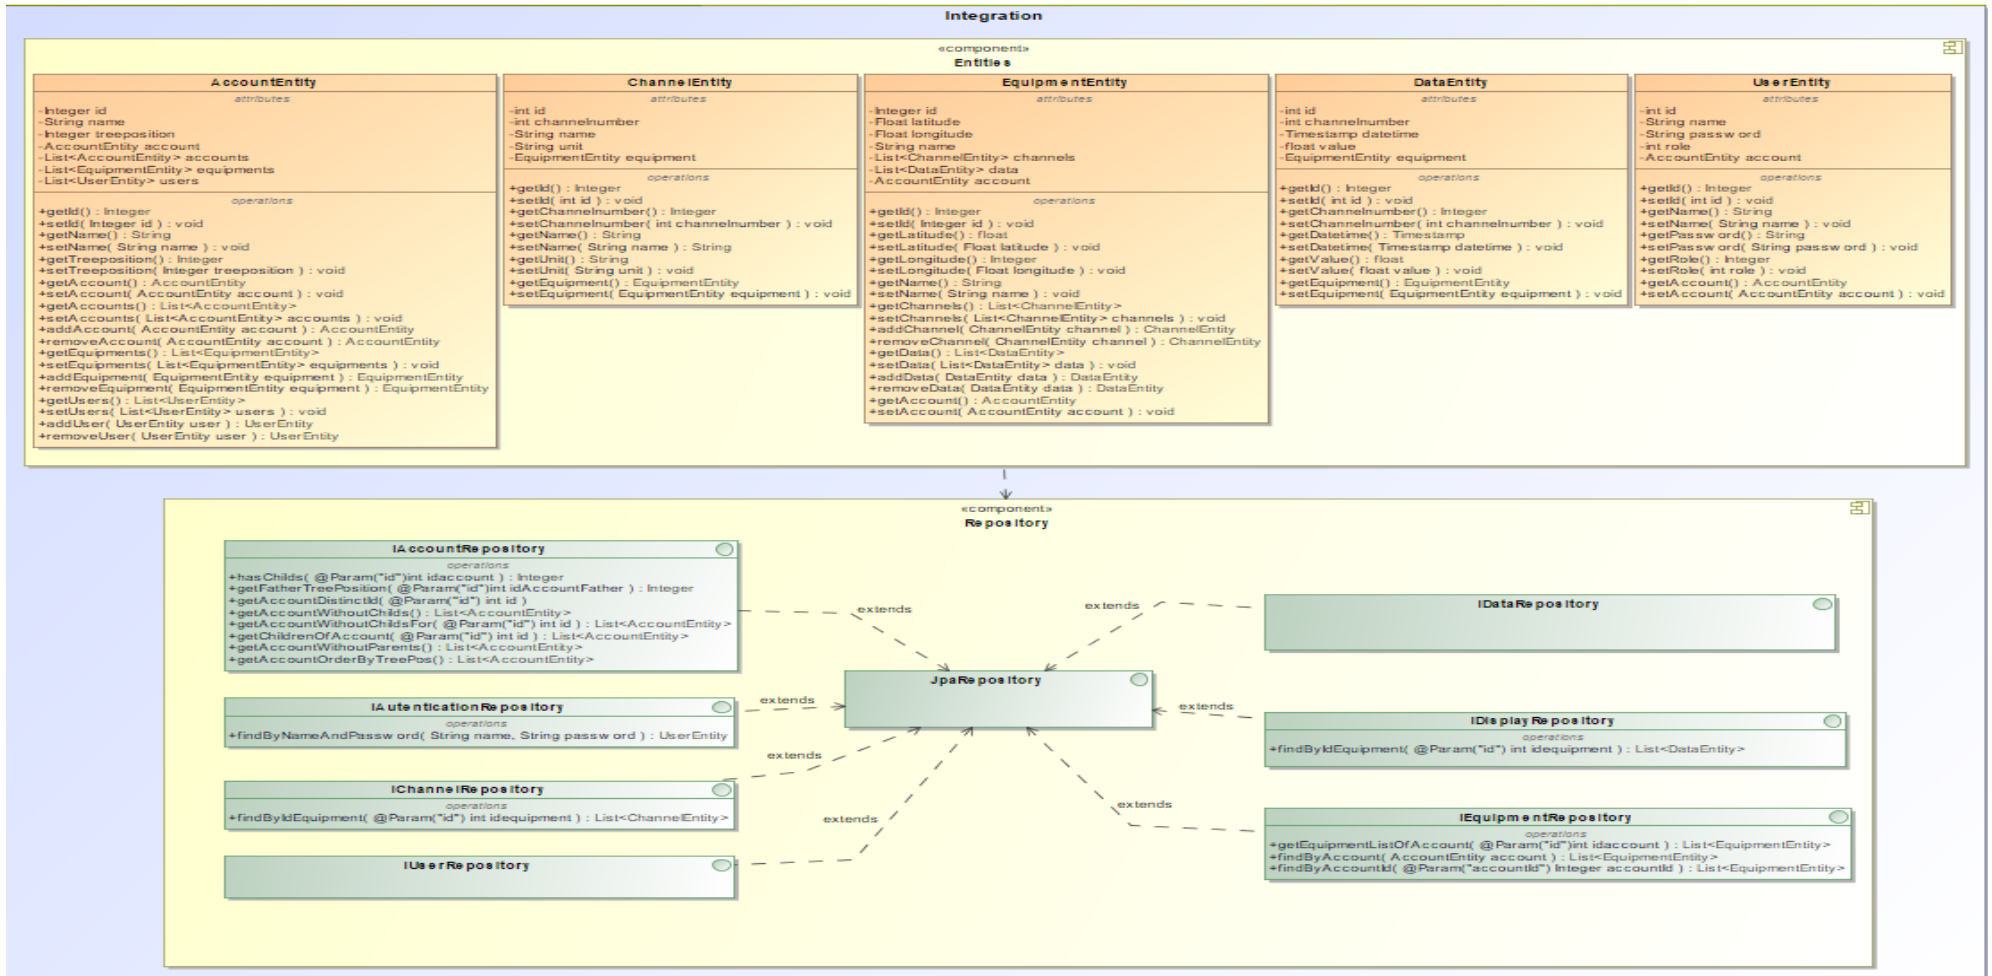 Integration
«component»
Entities
AccountEntity
attributes
-Integer id
-String name
-Integer treeposition
-AccountEntity account
-List<AccountEntity> accounts
-List<EquipmentEntity> equipments
-List<UserEntity> users
operations
+getId() : Integer
+setId( Integer id ) : void
+getName() : String
+setName( String name ) : void
+getTreeposition() : Integer
+setTreeposition( Integer treeposition ) : void
+getAccount() : AccountEntity
+setAccount( AccountEntity account ) : void
+getAccounts() : List<AccountEntity>
+setAccounts( List<AccountEntity> accounts ) : void
+addAccount( AccountEntity account ) : AccountEntity
+removeAccount( AccountEntity account ) : AccountEntity
+getEquipments() : List<EquipmentEntity>
+setEquipments( List<EquipmentEntity> equipments ) : void
+addEquipment( EquipmentEntity equipment ) : EquipmentEntity
+removeEquipment( EquipmentEntity equipment ) : EquipmentEntity
+getUsers() : List<UserEntity>
+setUsers( List<UserEntity> users ) : void
+addUser( UserEntity user ) : UserEntity
+removeUser( UserEntity user ) : UserEntity
ChannelEntity
attributes
-int id
-int channelnumber
-String name
-String unit
-EquipmentEntity equipment
operations
+getId() : Integer
+setId( int id ) : void
+getChannelnumber() : Integer
+setChannelnumber( int channelnumber ) : void
+getName() : String
+setName( String name ) : String
+getUnit() : String
+setUnit( String unit ) : void
+getEquipment() : EquipmentEntity
+setEquipment( EquipmentEntity equipment ) : void
EquipmentEntity
attributes
-Integer id
-Float latitude
-Float longitude
-String name
-List<ChannelEntity> channels
-List<DataEntity> data
-AccountEntity account
operations
+getId() : Integer
+setId( Integer id ) : void
+getLatitude() : float
+setLatitude( Float latitude ) : void
+getLongitude() : Integer
+setLongitude( Float longitude ) : void
+getName() : String
+setName( String name ) : void
+getChannels() : List<ChannelEntity>
+setChannels( List<ChannelEntity> channels ) : void
+addChannel( ChannelEntity channel ) : ChannelEntity
+removeChannel( ChannelEntity channel ) : ChannelEntity
+getData() : List<DataEntity>
+setData( List<DataEntity> data ) : void
+addData( DataEntity data ) : DataEntity
+removeData( DataEntity data ) : DataEntity
+getAccount() : AccountEntity
+setAccount( AccountEntity account ) : void
DataEntity
attributes
-int id
-int channelnumber
-Timestamp datetime
-float value
-EquipmentEntity equipment
operations
+getId() : Integer
+setId( int id ) : void
+getChannelnumber() : Integer
+setChannelnumber( int channelnumber ) : void
+getDatetime() : Timestamp
+setDatetime( Timestamp datetime ) : void
+getValue() : float
+setValue( float value ) : void
+getEquipment() : EquipmentEntity
+setEquipment( EquipmentEntity equipment ) : void
UserEntity
attributes
-int id
-String name
-String password
-int role
-AccountEntity account
operations
+getId() : Integer
+setId( int id ) : void
+getName() : String
+setName( String name ) : void
+getPassword() : String
+setPassword( String password ) : void
+getRole() : Integer
+setRole( int role ) : void
+getAccount() : AccountEntity
+setAccount( AccountEntity account ) : void
«component»
Repository
IAccountRepository
operations
+hasChilds( @Param("id")int idaccount ) : Integer
+getFatherTreePosition( @Param("id")int idAccountFather ) : Integer
+getAccountDistinctId( @Param("id") int id )
+getAccountWithoutChilds() : List<AccountEntity>
+getAccountWithoutChildsFor( @Param("id") int id ) : List<AccountEntity>
+getChildrenOfAccount( @Param("id") int id ) : List<AccountEntity>
+getAccountWithoutParents() : List<AccountEntity>
+getAccountOrderByTreePos() : List<AccountEntity>
extends
extends
IDataRepository
JpaRepository
IAutenticationRepository
operations
+findByNameAndPassword( String name, String password ) : UserEntity
extends
extends
IDisplayRepository
operations
+findByIdEquipment( @Param("id") int idequipment ) : List<DataEntity>
extends
IChannelRepository
operations
+findByIdEquipment( @Param("id") int idequipment ) : List<ChannelEntity>
extends
extends
IEquipmentRepository
operations
+getEquipmentListOfAccount( @Param("id")int idaccount ) : List<EquipmentEntity>
+findByAccount( AccountEntity account ) : List<EquipmentEntity>
+findByAccountId( @Param("accountId") Integer accountId ) : List<EquipmentEntity>
IUserRepository